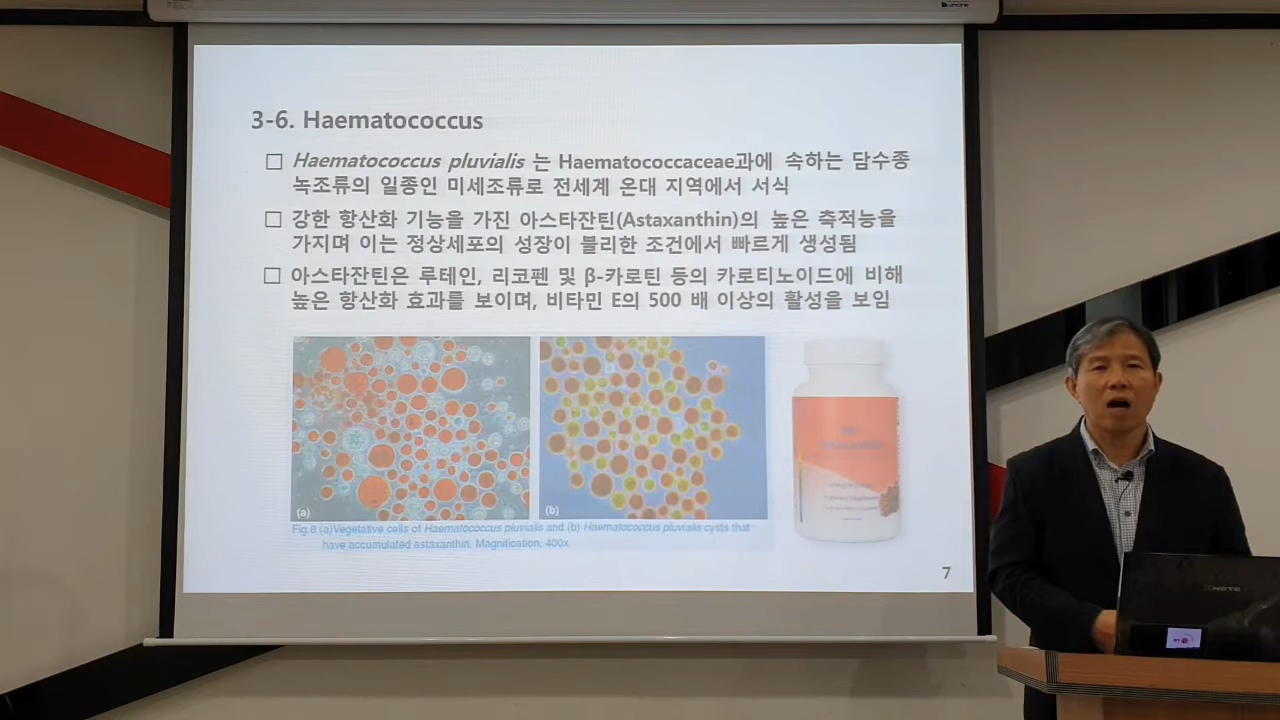 3-6. Haematococcus
□ Haematococcus pluvialis 는 Haematococcaceae과에 속하는 담수종
녹조류의 일종인 미세조류로 전세계 온대 지역에서 서식
□ 강한 항산화 기능을 가진 아스타잔틴(Astaxanthin)의 높은 축적능을
가지며 이는 정상세포의 성장이 불리한 조건에서 빠르게 생성됨
□ 아스타잔틴은 루테인, 리코펜 및 β-카로틴 등의 카로티노이드에 비해
높은 항산화 효과를 보이며, 비타민 E의 500 배 이상의 활성을 보임
(a)
(b)
Fig.8 (a)Vegetative cells of Haematococcus pluvialis and (b) Haematococcus pluvialis cysts that
have accumulated astaxanthin. Magnification, 400x.
7